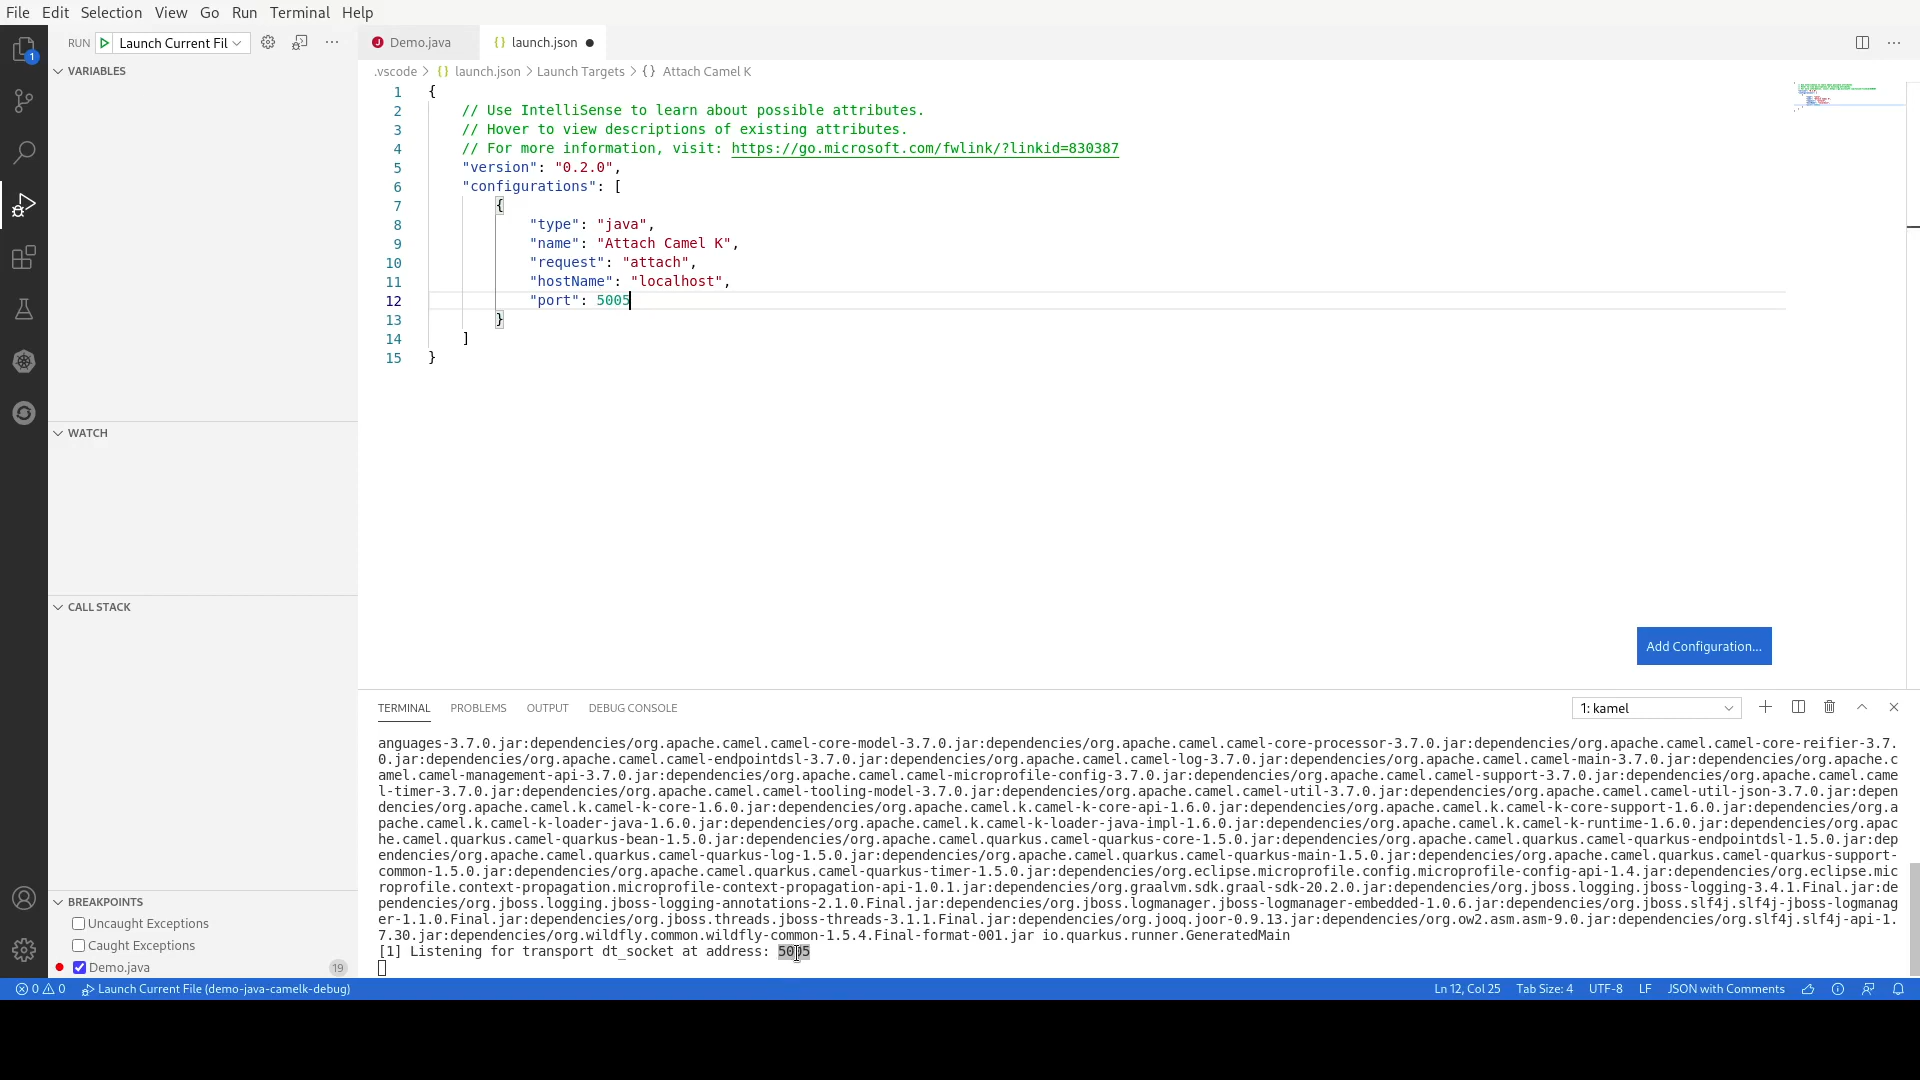 File Edit Selection View Go Run Terminal Help
RUN Launch Current Fil
Demo.java
launch.json
1
VARIABLES
.vscode > {} launch.json > Launch Targets > {} Attach Camel K
1 {
2 // Use IntelliSense to learn about possible attributes.
3 // Hover to view descriptions of existing attributes.
4 // For more information, visit: https://go.microsoft.com/fwlink/?linkid=830387
5 "version": "0.2.0",
6 "configurations": [
7 {
8 "type": "java",
9 "name": "Attach Camel K",
10 "request": "attach",
11 "hostName": "localhost",
12 "port": 5005
13 }
14 ]
15 }
WATCH
CALL STACK
Add Configuration...
TERMINAL PROBLEMS OUTPUT DEBUG CONSOLE
1: kamel
anguages-3.7.0.jar:dependencies/org.apache.camel.camel-core-model-3.7.0.jar:dependencies/org.apache.camel.camel-core-processor-3.7.0.jar:dependencies/org.apache.camel.camel-core-reifier-3.7.
0.jar:dependencies/org.apache.camel.camel-endpointdsl-3.7.0.jar:dependencies/org.apache.camel.camel-log-3.7.0.jar:dependencies/org.apache.camel.camel-main-3.7.0.jar:dependencies/org.apache.c
amel.camel-management-api-3.7.0.jar:dependencies/org.apache.camel.camel-microprofile-config-3.7.0.jar:dependencies/org.apache.camel.camel-support-3.7.0.jar:dependencies/org.apache.camel.came
l-timer-3.7.0.jar:dependencies/org.apache.camel.camel-tooling-model-3.7.0.jar:dependencies/org.apache.camel.camel-util-3.7.0.jar:dependencies/org.apache.camel.camel-util-json-3.7.0.jar:depen
dencies/org.apache.camel.k.camel-k-core-1.6.0.jar:dependencies/org.apache.camel.k.camel-k-core-api-1.6.0.jar:dependencies/org.apache.camel.k.camel-k-core-support-1.6.0.jar:dependencies/org.a
pache.camel.k.camel-k-loader-java-1.6.0.jar:dependencies/org.apache.camel.k.camel-k-loader-java-impl-1.6.0.jar:dependencies/org.apache.camel.k.camel-k-runtime-1.6.0.jar:dependencies/org.apac
he.camel.quarkus.camel-quarkus-bean-1.5.0.jar:dependencies/org.apache.camel.quarkus.camel-quarkus-core-1.5.0.jar:dependencies/org.apache.camel.quarkus.camel-quarkus-endpointdsl-1.5.0.jar:dep
endencies/org.apache.camel.quarkus.camel-quarkus-log-1.5.0.jar:dependencies/org.apache.camel.quarkus.camel-quarkus-main-1.5.0.jar:dependencies/org.apache.camel.quarkus.camel-quarkus-support-
common-1.5.0.jar:dependencies/org.apache.camel.quarkus.camel-quarkus-timer-1.5.0.jar:dependencies/org.eclipse.microprofile.config.microprofile-config-api-1.4.jar:dependencies/org.eclipse.mic
roprofile.context-propagation.microprofile-context-propagation-api-1.0.1.jar:dependencies/org.graalvm.sdk.graal-sdk-20.2.0.jar:dependencies/org.jboss.logging.jboss-logging-3.4.1.Final.jar:de
pendencies/org.jboss.logging.jboss-logging-annotations-2.1.0.Final.jar:dependencies/org.jboss.logmanager.jboss-logmanager-embedded-1.0.6.jar:dependencies/org.jboss.slf4j.slf4j-jboss-logmanag
er-1.1.0.Final.jar:dependencies/org.jboss.threads.jboss-threads-3.1.1.Final.jar:dependencies/org.jooq.joor-0.9.13.jar:dependencies/org.ow2.asm.asm-9.0.jar:dependencies/org.slf4j.slf4j-api-1.
7.30.jar:dependencies/org.wildfly.common.wildfly-common-1.5.4.Final-format-001.jar io.quarkus.runner.GeneratedMain
[1] Listening for transport dt_socket at address: 5005
BREAKPOINTS
Uncaught Exceptions
Caught Exceptions
Demo.java 19
0 0 Launch Current File (demo-java-camelk-debug)
Ln 12, Col 25 Tab Size: 4 UTF-8 LF JSON with Comments